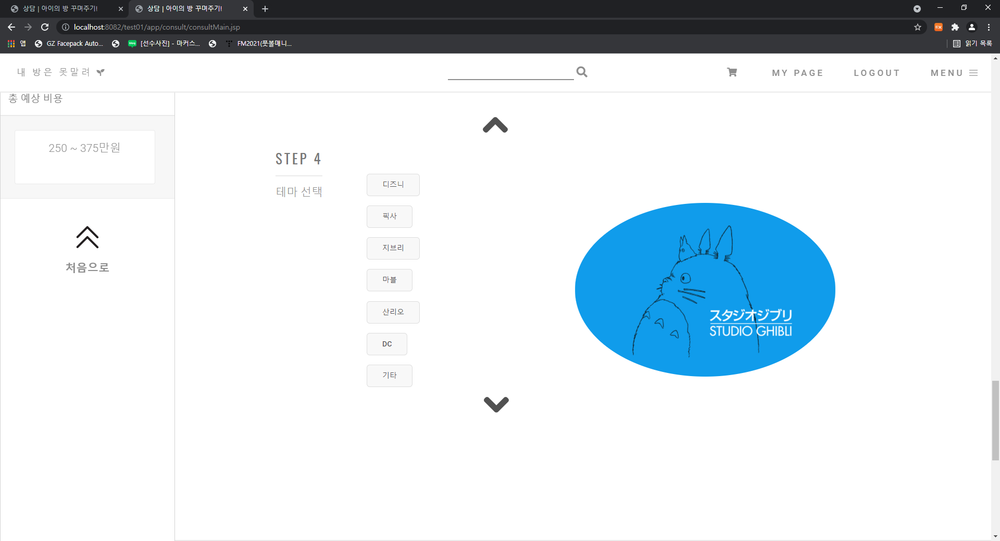 상담 | 아이의 방 꾸며주기!
상담 | 아이의 방 꾸며주기!
localhost:8082/test01/app/consult/consultMain.jsp
EX
앱
GZ Facepack Auto...
blog
[선수사진] - 마커스...
FM2021(풋볼매니...
읽기 목록
내 방은 못말려
MY PAGE
LOGOUT
MENU
총 예상 비용
250 ~ 375만원
처음으로
STEP 4
테마 선택
디즈니
픽사
지브리
마블
산리오
DC
기타
スタジオジブリ
STUDIO GHIBLI